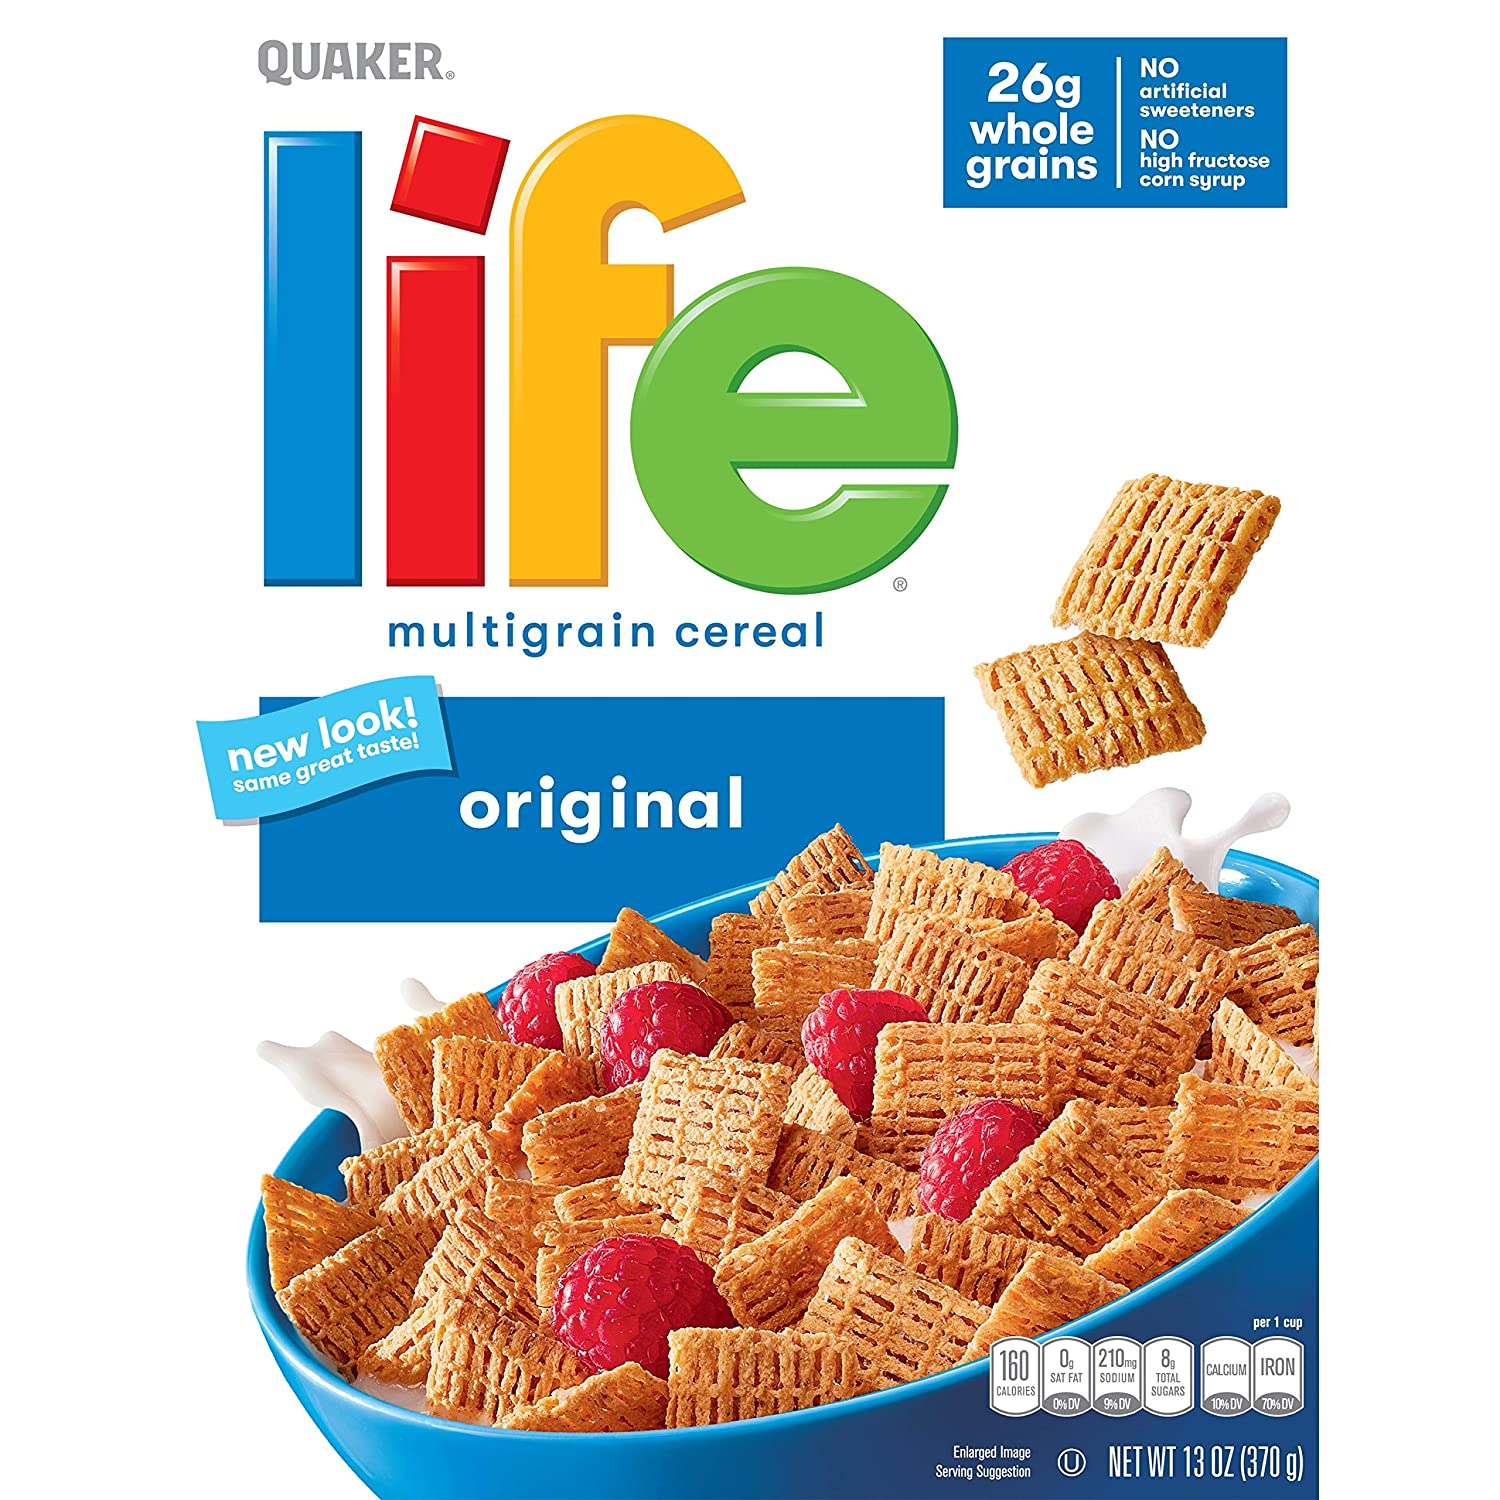 QUAKER®
life®
multigrain cereal
26g
whole
grains
NO
artificial
sweeteners
NO
high fructose
corn syrup
new look!
same great taste!
original
per 1 cup
160
CALORIES
0g
SAT FAT
0% DV
210mg
SODIUM
9% DV
8g
TOTAL
SUGARS
CALCIUM
10% DV
IRON
70% DV
Enlarged Image
Serving Suggestion
U
NET WT 13 OZ (370 g)